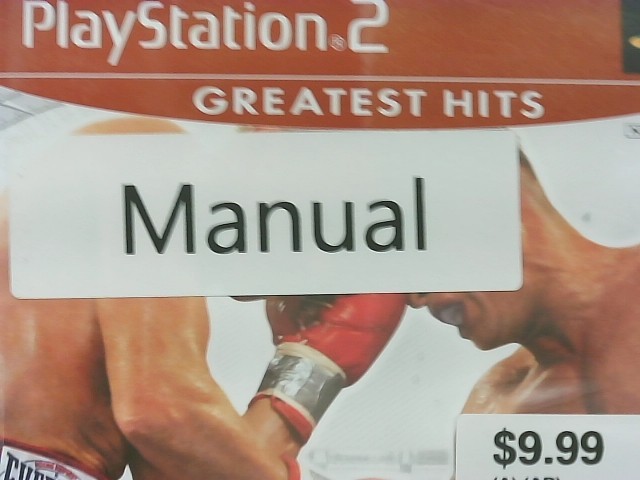 PlayStation®2
GREATEST HITS
Manual
$9.99